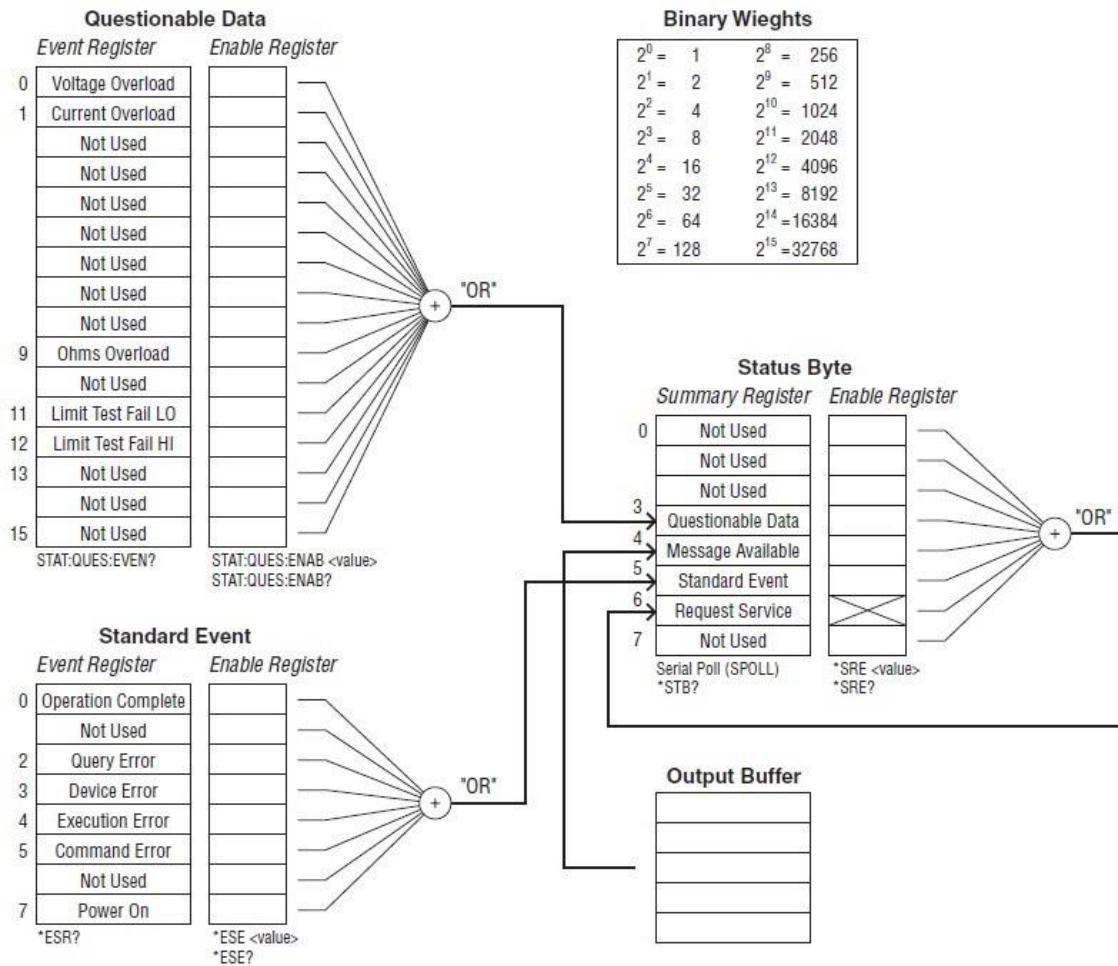 Questionable Data
Event Register Enable Register
0 Voltage Overload
1 Current Overload
Not Used
Not Used
Not Used
Not Used
Not Used
Not Used
Not Used
9 Ohms Overload
Not Used
11 Limit Test Fail LO
12 Limit Test Fail HI
13 Not Used
Not Used
15 Not Used
STAT:QUES:EVEN?
STAT:QUES:ENAB <value>
STAT:QUES:ENAB?
+ "OR"
Binary Wieghts
2⁰ = 1 2⁸ = 256
2¹ = 2 2⁹ = 512
2² = 4 2¹⁰ = 1024
2³ = 8 2¹¹ = 2048
2⁴ = 16 2¹² = 4096
2⁵ = 32 2¹³ = 8192
2⁶ = 64 2¹⁴ =16384
2⁷ = 128 2¹⁵ =32768
Status Byte
Summary Register Enable Register
0 Not Used
Not Used
Not Used
3 Questionable Data
4 Message Available
5 Standard Event
6 Request Service
7 Not Used
Serial Poll (SPOLL)
*STB?
*SRE <value>
*SRE?
+ "OR"
Standard Event
Event Register Enable Register
0 Operation Complete
Not Used
2 Query Error
3 Device Error
4 Execution Error
5 Command Error
Not Used
7 Power On
*ESR?
*ESE <value>
*ESE?
+ "OR"
Output Buffer